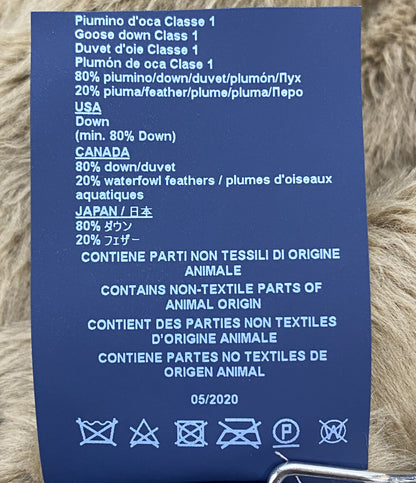 Piumino d'oca Classe 1
Goose down Class 1
Duvet d'oie Classe 1
Plumón de oca Clase 1
80% piumino/down/duvet/plumón/Пух
20% piuma/feather/plume/pluma/Перо
USA
Down
(min. 80% Down)
CANADA
80% down/duvet
20% waterfowl feathers / plumes d'oiseaux
aquatiques
JAPAN / 日本
80% ダウン
20% フェザー
CONTIENE PARTI NON TESSILI DI ORIGINE
ANIMALE
CONTAINS NON-TEXTILE PARTS OF
ANIMAL ORIGIN
CONTIENT DES PARTIES NON TEXTILES
D'ORIGINE ANIMALE
CONTIENE PARTES NO TEXTILES DE
ORIGEN ANIMAL
05/2020
P W